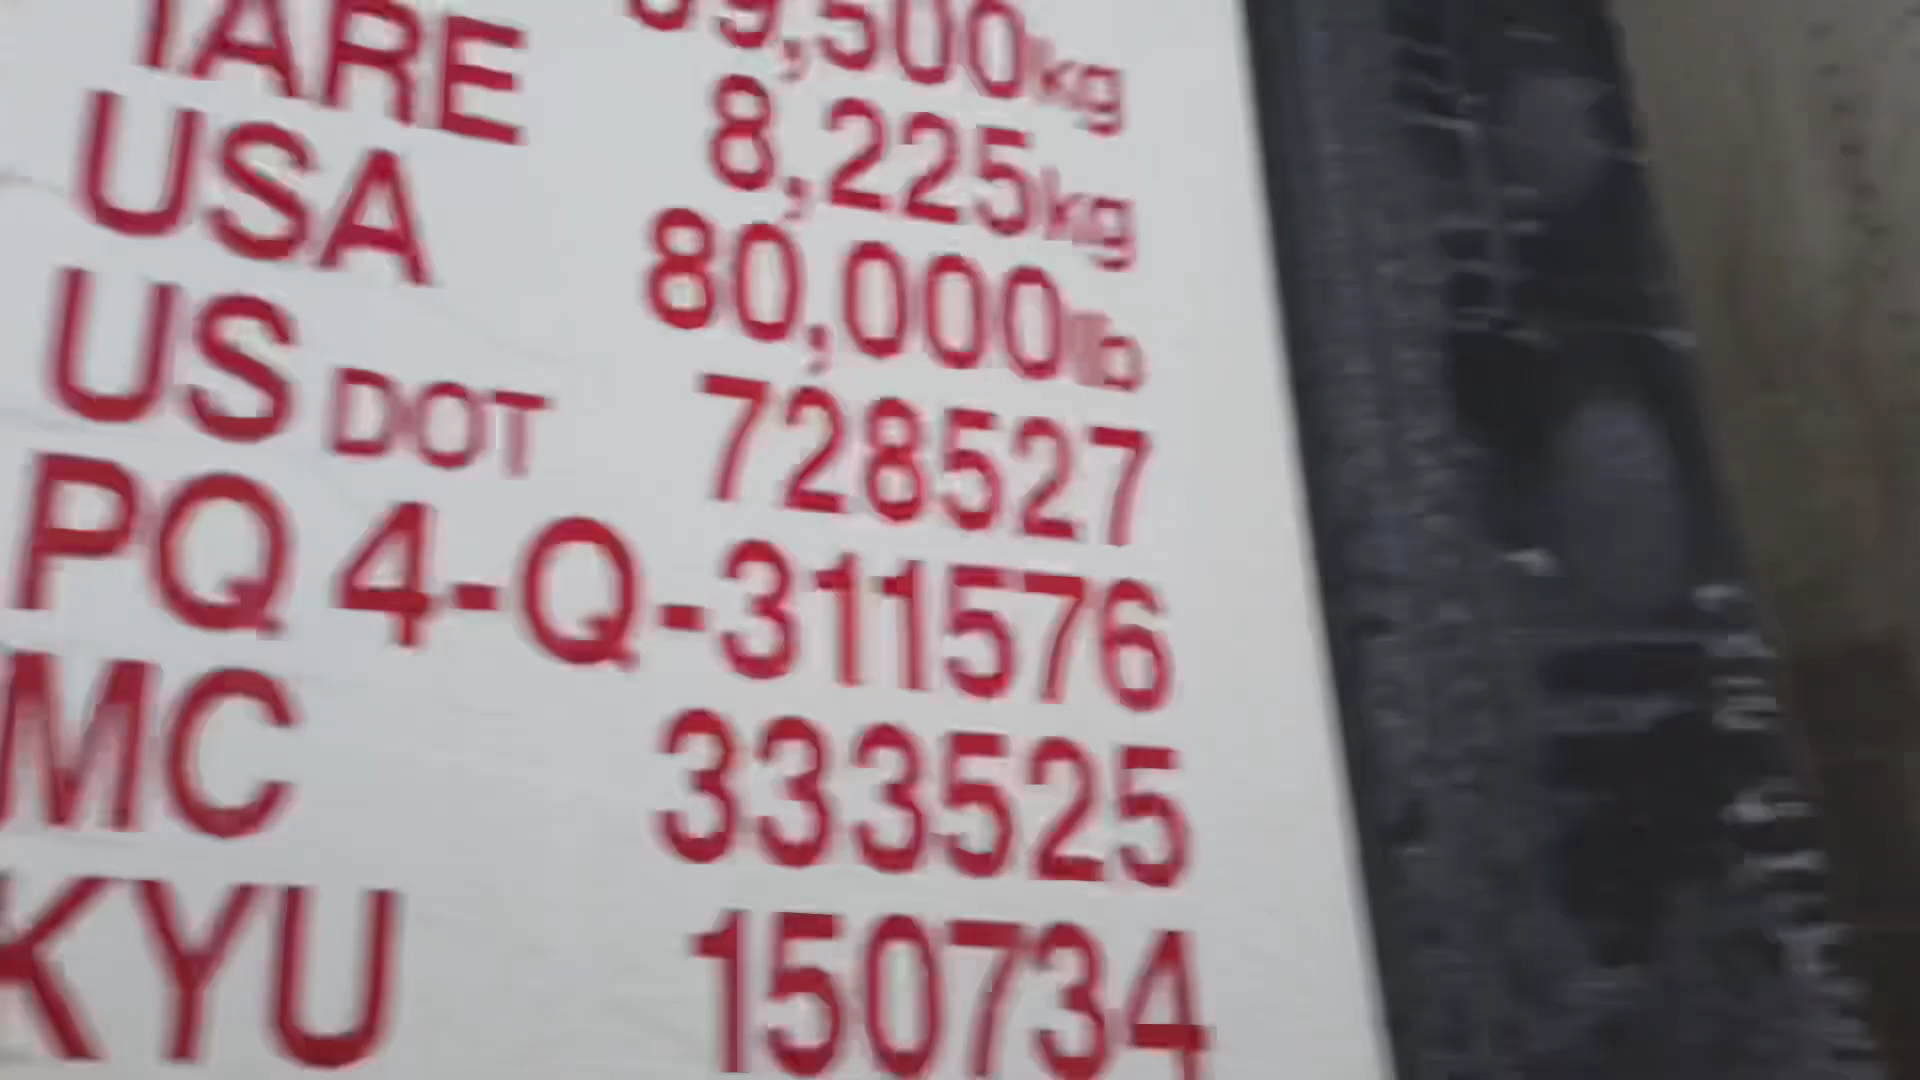 TARE 8,225kg
USA 80,000lb
US DOT 728527
PQ 4-Q-311576
MC 333525
KYU 150734